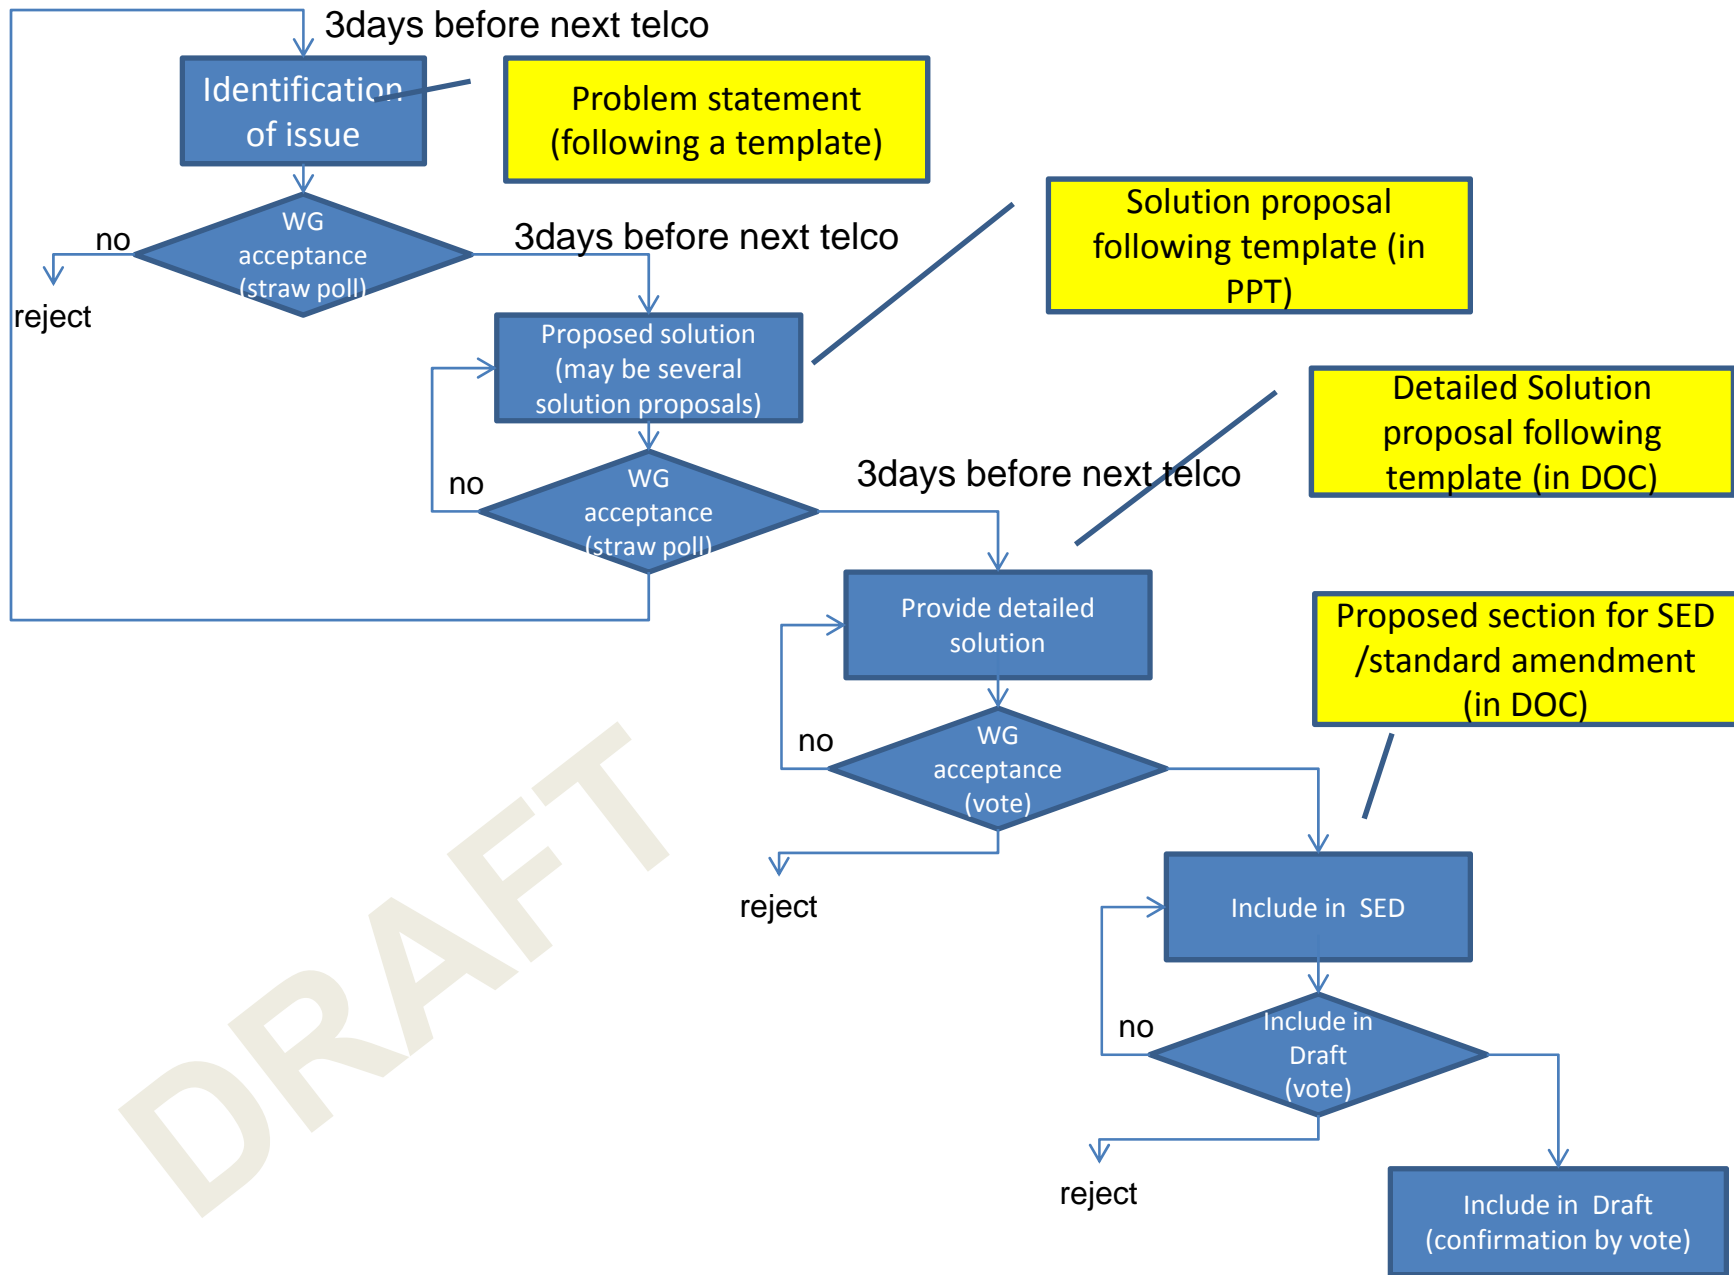 3days before next telco
Identification
of issue
Problem statement
(following a template)
WG
acceptance
(straw poll)
no
reject
3days before next telco
Solution proposal
following template (in
PPT)
Proposed solution
(may be several
solution proposals)
WG
acceptance
(straw poll)
no
3days before next telco
Detailed Solution
proposal following
template (in DOC)
Provide detailed
solution
Proposed section for SED
/standard amendment
(in DOC)
WG
acceptance
(vote)
no
reject
Include in  SED
Include in
Draft
(vote)
no
reject
Include in  Draft
(confirmation by vote)
DRAFT